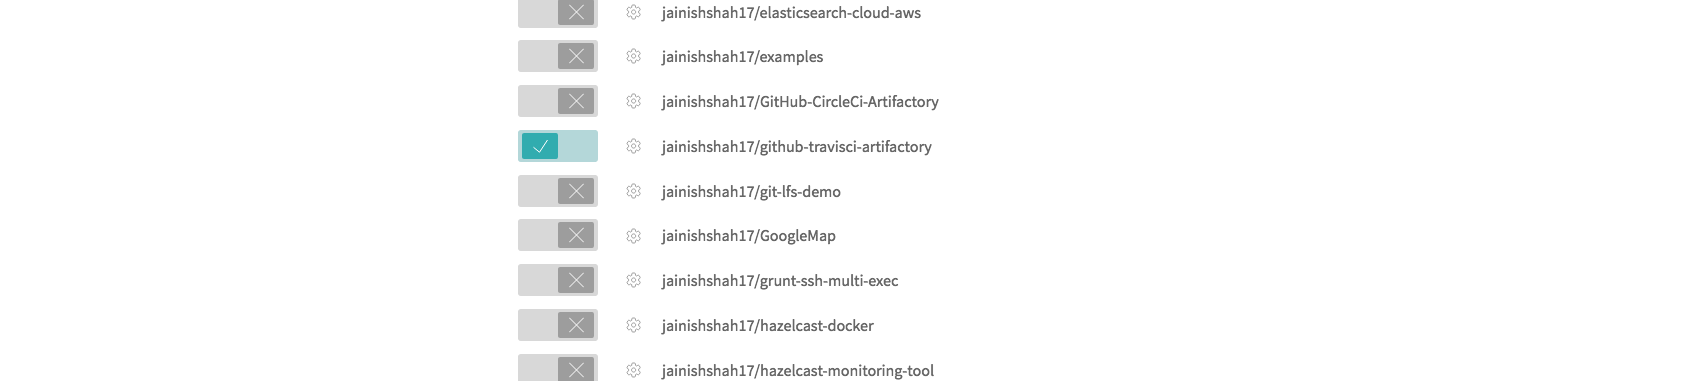 jainishshah17/elasticsearch-cloud-aws
jainishshah17/examples
jainishshah17/GitHub-CircleCi-Artifactory
jainishshah17/github-travisci-artifactory
jainishshah17/git-lfs-demo
jainishshah17/GoogleMap
jainishshah17/grunt-ssh-multi-exec
jainishshah17/hazelcast-docker
jainishshah17/hazelcast-monitoring-tool